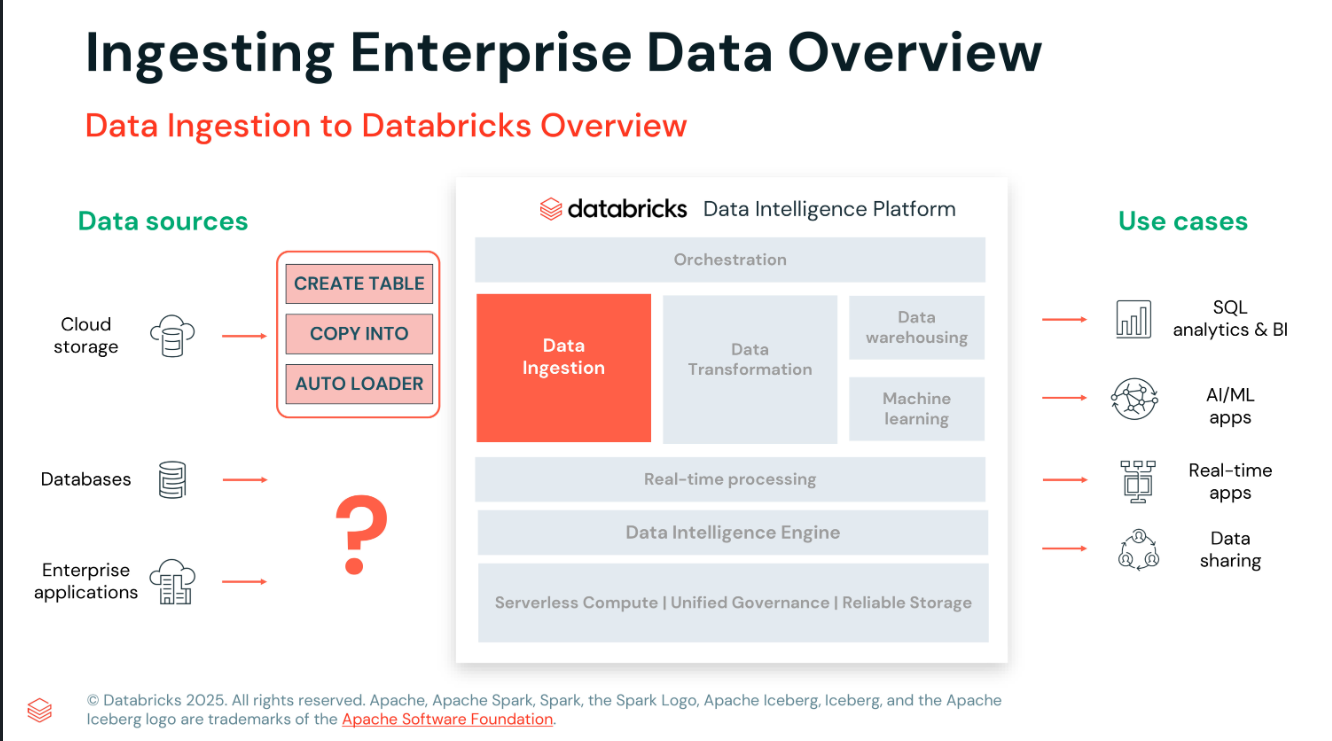 Ingesting Enterprise Data Overview
Data Ingestion to Databricks Overview
Data sources
Cloud
storage
Databases
Enterprise
applications
CREATE TABLE
COPY INTO
AUTO LOADER
?
databricks Data Intelligence Platform
Orchestration
Data
Ingestion
Data
Transformation
Data
warehousing
Machine
learning
Real-time processing
Data Intelligence Engine
Serverless Compute | Unified Governance | Reliable Storage
Use cases
SQL
analytics & BI
AI/ML
apps
Real-time
apps
Data
sharing
© Databricks 2025. All rights reserved. Apache, Apache Spark, Spark, the Spark Logo, Apache Iceberg, Iceberg, and the Apache
Iceberg logo are trademarks of the Apache Software Foundation.